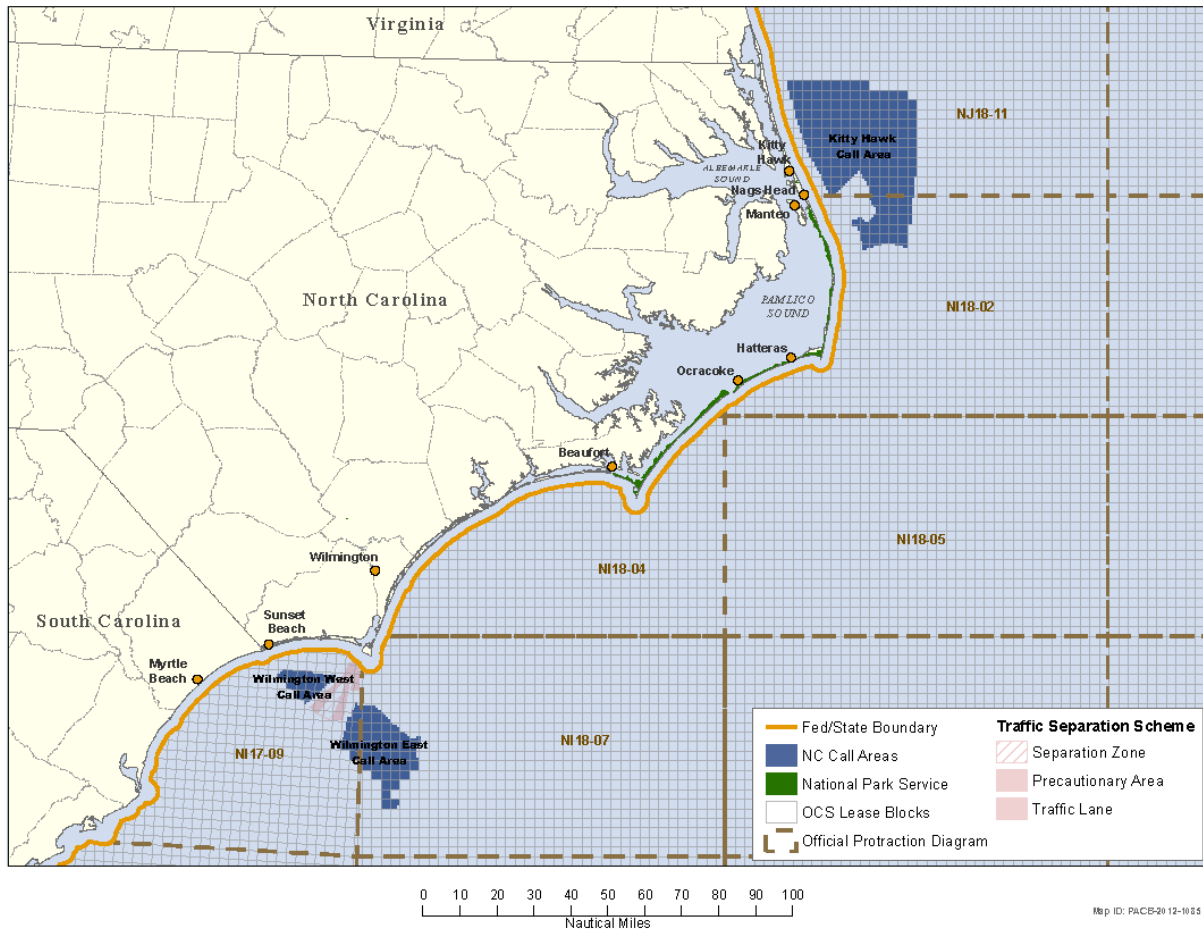 Virginia
NJ18-11
Kitty Hawk
Call Area
Kitty
Hawk
ALBEMARLE
SOUND
Nags Head
Manteo
North Carolina
PAMLICO
SOUND
NI18-02
Hatteras
Ocracoke
Beaufort
NI18-05
NI18-04
Wilmington
South Carolina
Sunset
Beach
Myrtle
Beach
Wilmington West
Call Area
NI17-09
Wilmington East
Call Area
NI18-07
Fed/State Boundary
NC Call Areas
National Park Service
OCS Lease Blocks
Official Protraction Diagram
Traffic Separation Scheme
Separation Zone
Precautionary Area
Traffic Lane
0 10 20 30 40 50 60 70 80 90 100
Nautical Miles
Map ID: PACB-2012-1085